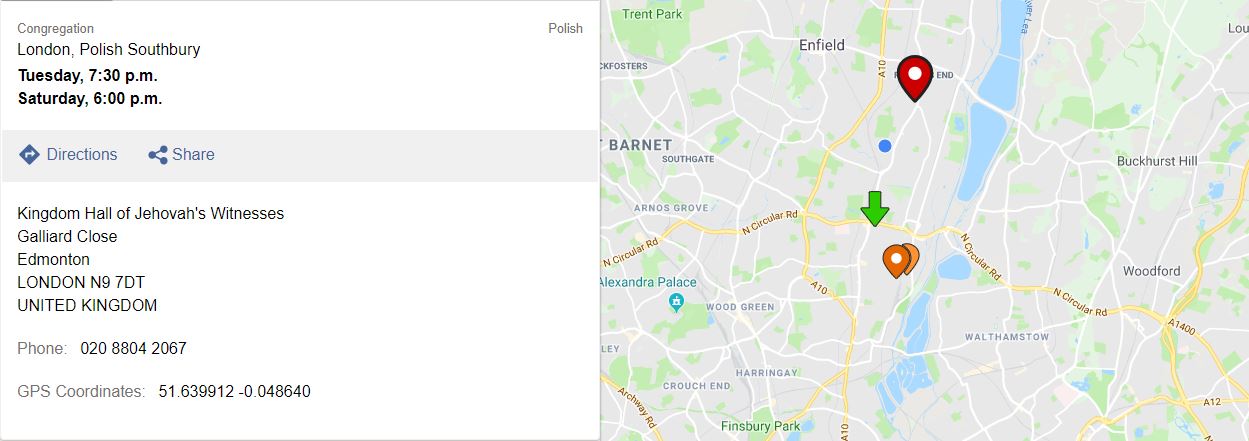 Congregation
Polish
London, Polish Southbury
Tuesday, 7:30 p.m.
Saturday, 6:00 p.m.
Directions
Share
Kingdom Hall of Jehovah's Witnesses
Galliard Close
Edmonton
LONDON N9 7DT
UNITED KINGDOM
Phone: 020 8804 2067
GPS Coordinates: 51.639912 -0.048640
Trent Park
Enfield
CKFOSTERS
A10
END
T BARNET
SOUTHGATE
Buckhurst Hill
ARNOS GROVE
N Circular Rd
N Circular Rd
N Circular Rd
Woodford
Alexandra Palace
A10
WOOD GREEN
N Circular Rd
A1400
WALTHAMSTOW
LEY
HARRINGAY
CROUCH END
Archway Rd
A10
A12
Finsbury Park
Lou
ver Lea